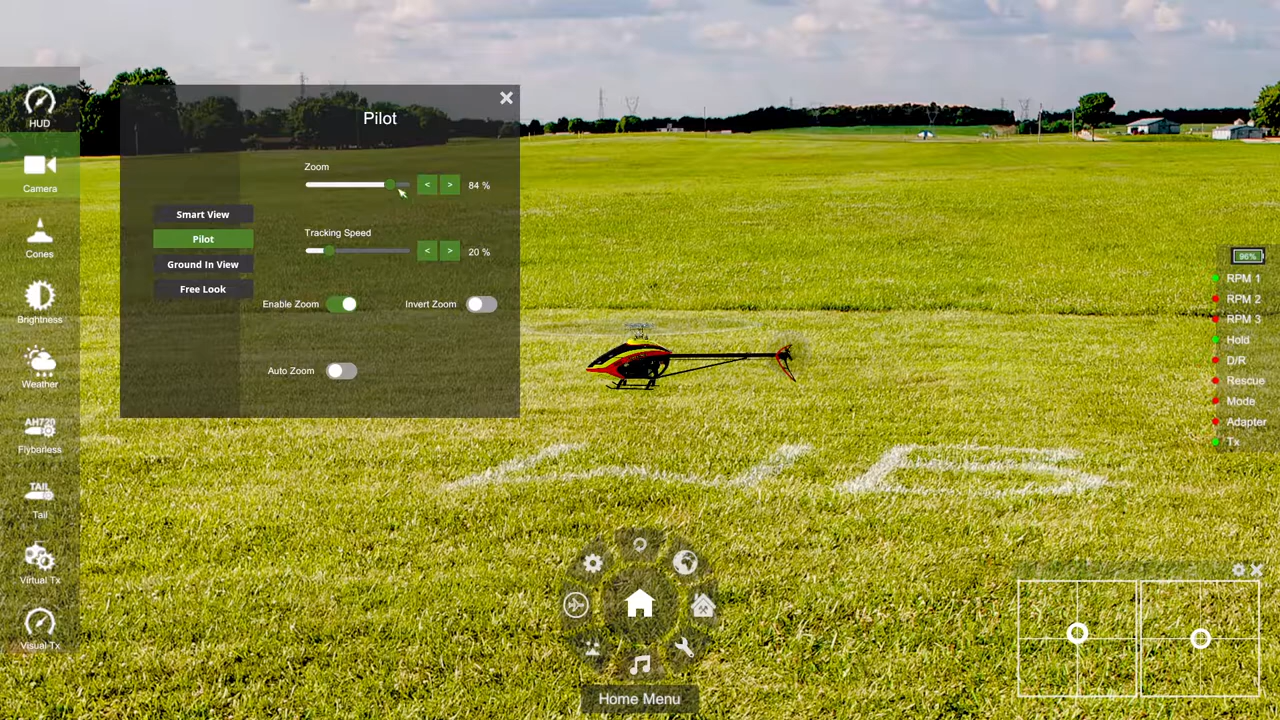 HUD
Camera
Cones
Brightness
Weather
AH720
Flybarless
TAIL
Tail
Virtual Tx
Visual Tx
Pilot
Smart View
Pilot
Ground In View
Free Look
Zoom
< > 84 %
Tracking Speed
< > 20 %
Enable Zoom
Invert Zoom
Auto Zoom
96%
RPM 1
RPM 2
RPM 3
Hold
D/R
Rescue
Mode
Adapter
Tx
Home Menu